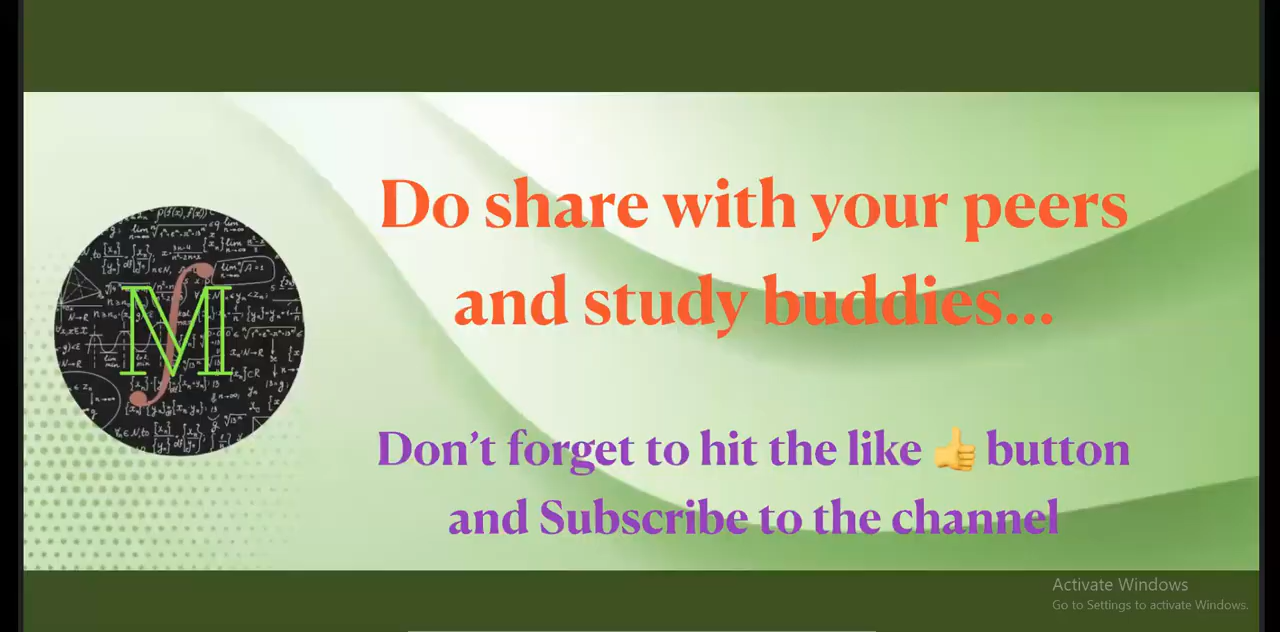 Do share with your peers
and study buddies...
Don't forget to hit the like 👍 button
and Subscribe to the channel
M
Activate Windows
Go to Settings to activate Windows.